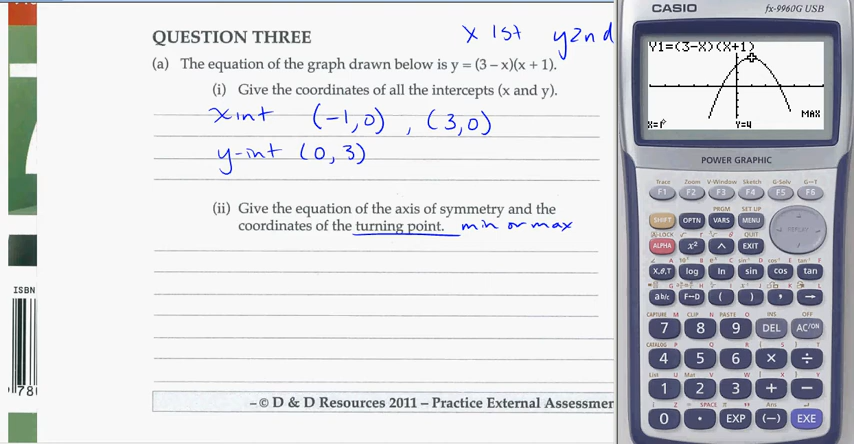 x 1st y2nd
QUESTION THREE
(a) The equation of the graph drawn below is y = (3 – x)(x + 1).
(i) Give the coordinates of all the intercepts (x and y).
x int (-1,0) , (3,0)
y-int (0, 3)
(ii) Give the equation of the axis of symmetry and the
coordinates of the turning point. min or max
– © D & D Resources 2011 – Practice External Assessmen
ISBN
78
CASIO fx-9960G USB
Y1=(3-X)(X+1)
MAX
X=1 Y=4
POWER GRAPHIC
Trace Zoom V-Window Sketch G-Solv G↔T
F1 F2 F3 F4 F5 F6
PRGM SET UP
SHIFT OPTN VARS MENU REPLAY
A-LOCK QUIT
ALPHA x² ^ EXIT
X,θ,T log ln sin cos tan
ab/c F↔D ( ) , →
CAPTURE M CLIP N PASTE O INS OFF
7 8 9 DEL AC/ON
CATALOG P
4 5 6 × ÷
List U Mat V W
1 2 3 + −
Z SPACE Ans
0 . EXP (−) EXE